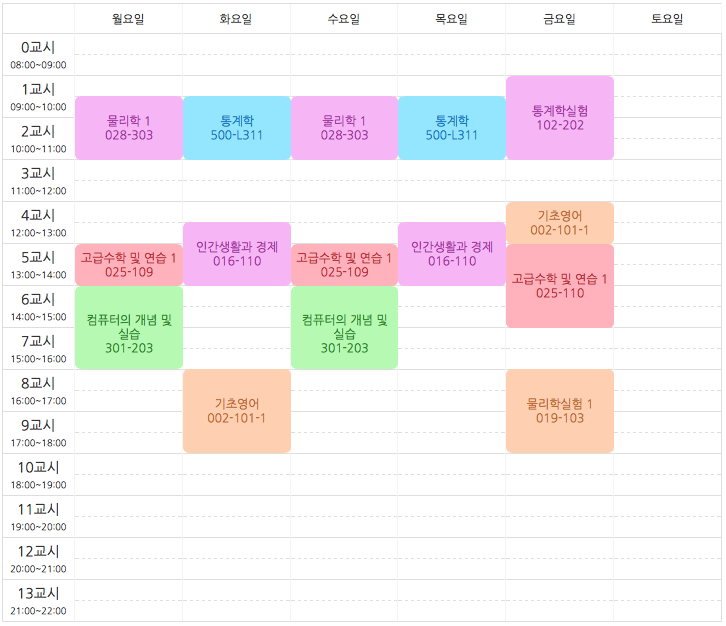 월요일 화요일 수요일 목요일 금요일 토요일
0교시
08:00~09:00
1교시
09:00~10:00
2교시
10:00~11:00
3교시
11:00~12:00
4교시
12:00~13:00
5교시
13:00~14:00
6교시
14:00~15:00
7교시
15:00~16:00
8교시
16:00~17:00
9교시
17:00~18:00
10교시
18:00~19:00
11교시
19:00~20:00
12교시
20:00~21:00
13교시
21:00~22:00
물리학 1
028-303
고급수학 및 연습 1
025-109
컴퓨터의 개념 및
실습
301-203
통계학
500-L311
인간생활과 경제
016-110
기초영어
002-101-1
물리학 1
028-303
고급수학 및 연습 1
025-109
컴퓨터의 개념 및
실습
301-203
통계학
500-L311
인간생활과 경제
016-110
통계학실험
102-202
기초영어
002-101-1
고급수학 및 연습 1
025-110
물리학실험 1
019-103